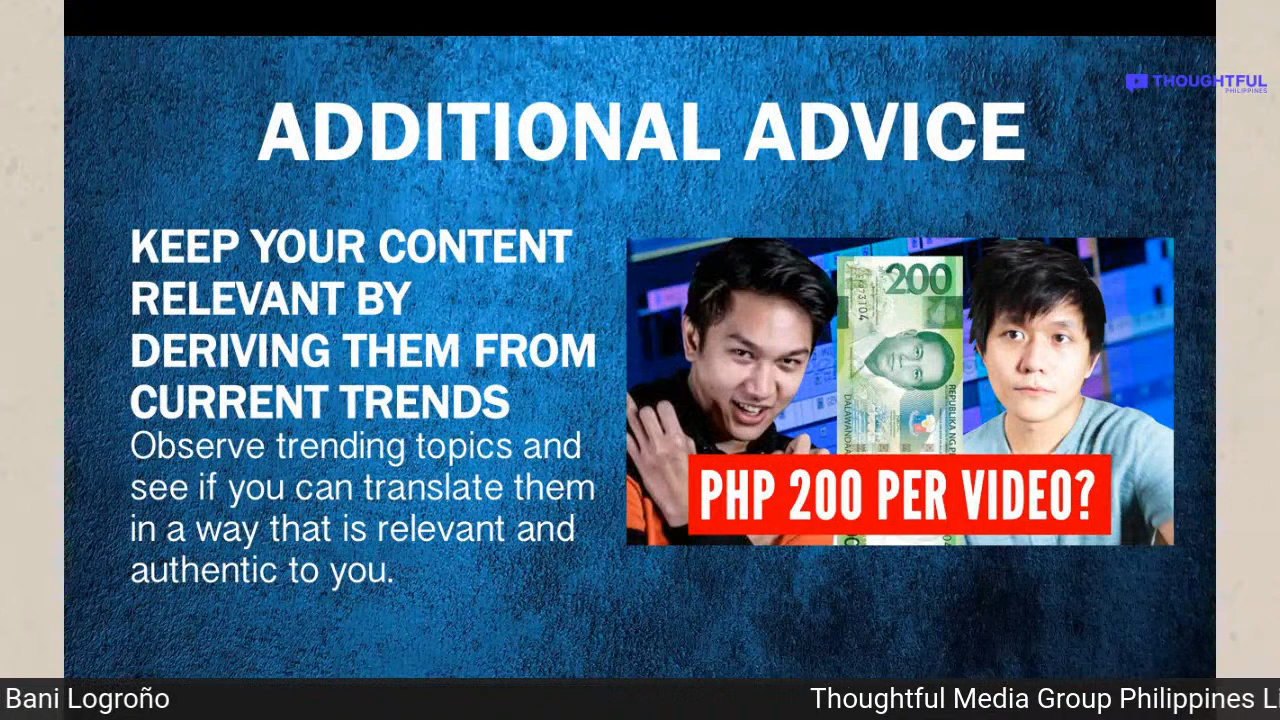 THOUGHTFUL
PHILIPPINES
ADDITIONAL ADVICE
KEEP YOUR CONTENT
RELEVANT BY
DERIVING THEM FROM
CURRENT TRENDS
Observe trending topics and
see if you can translate them
in a way that is relevant and
authentic to you.
200
PHP 200 PER VIDEO?
Bani Logroño
Thoughtful Media Group Philippines Li